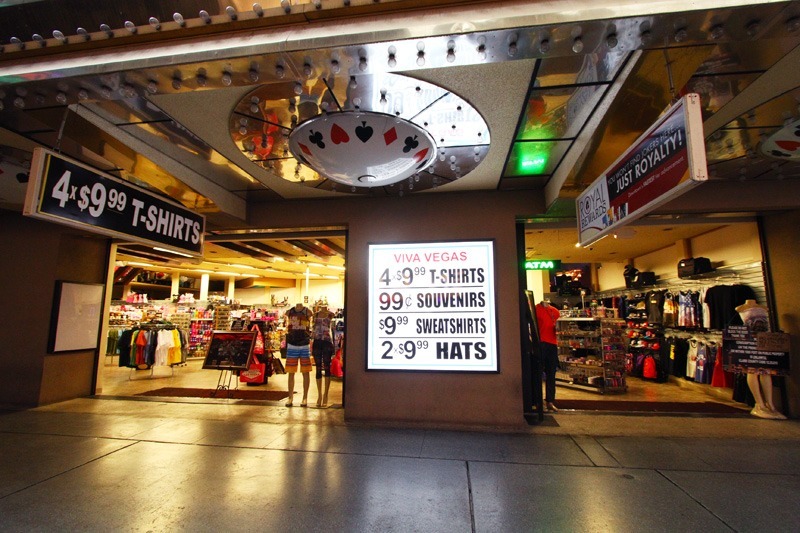 4x$9.99 T-SHIRTS
JUST ROYALTY!
ROYAL
REWARDS
VIVA VEGAS
4x$9.99 T-SHIRTS
99¢ SOUVENIRS
$9.99 SWEATSHIRTS
2x$9.99 HATS
ATM